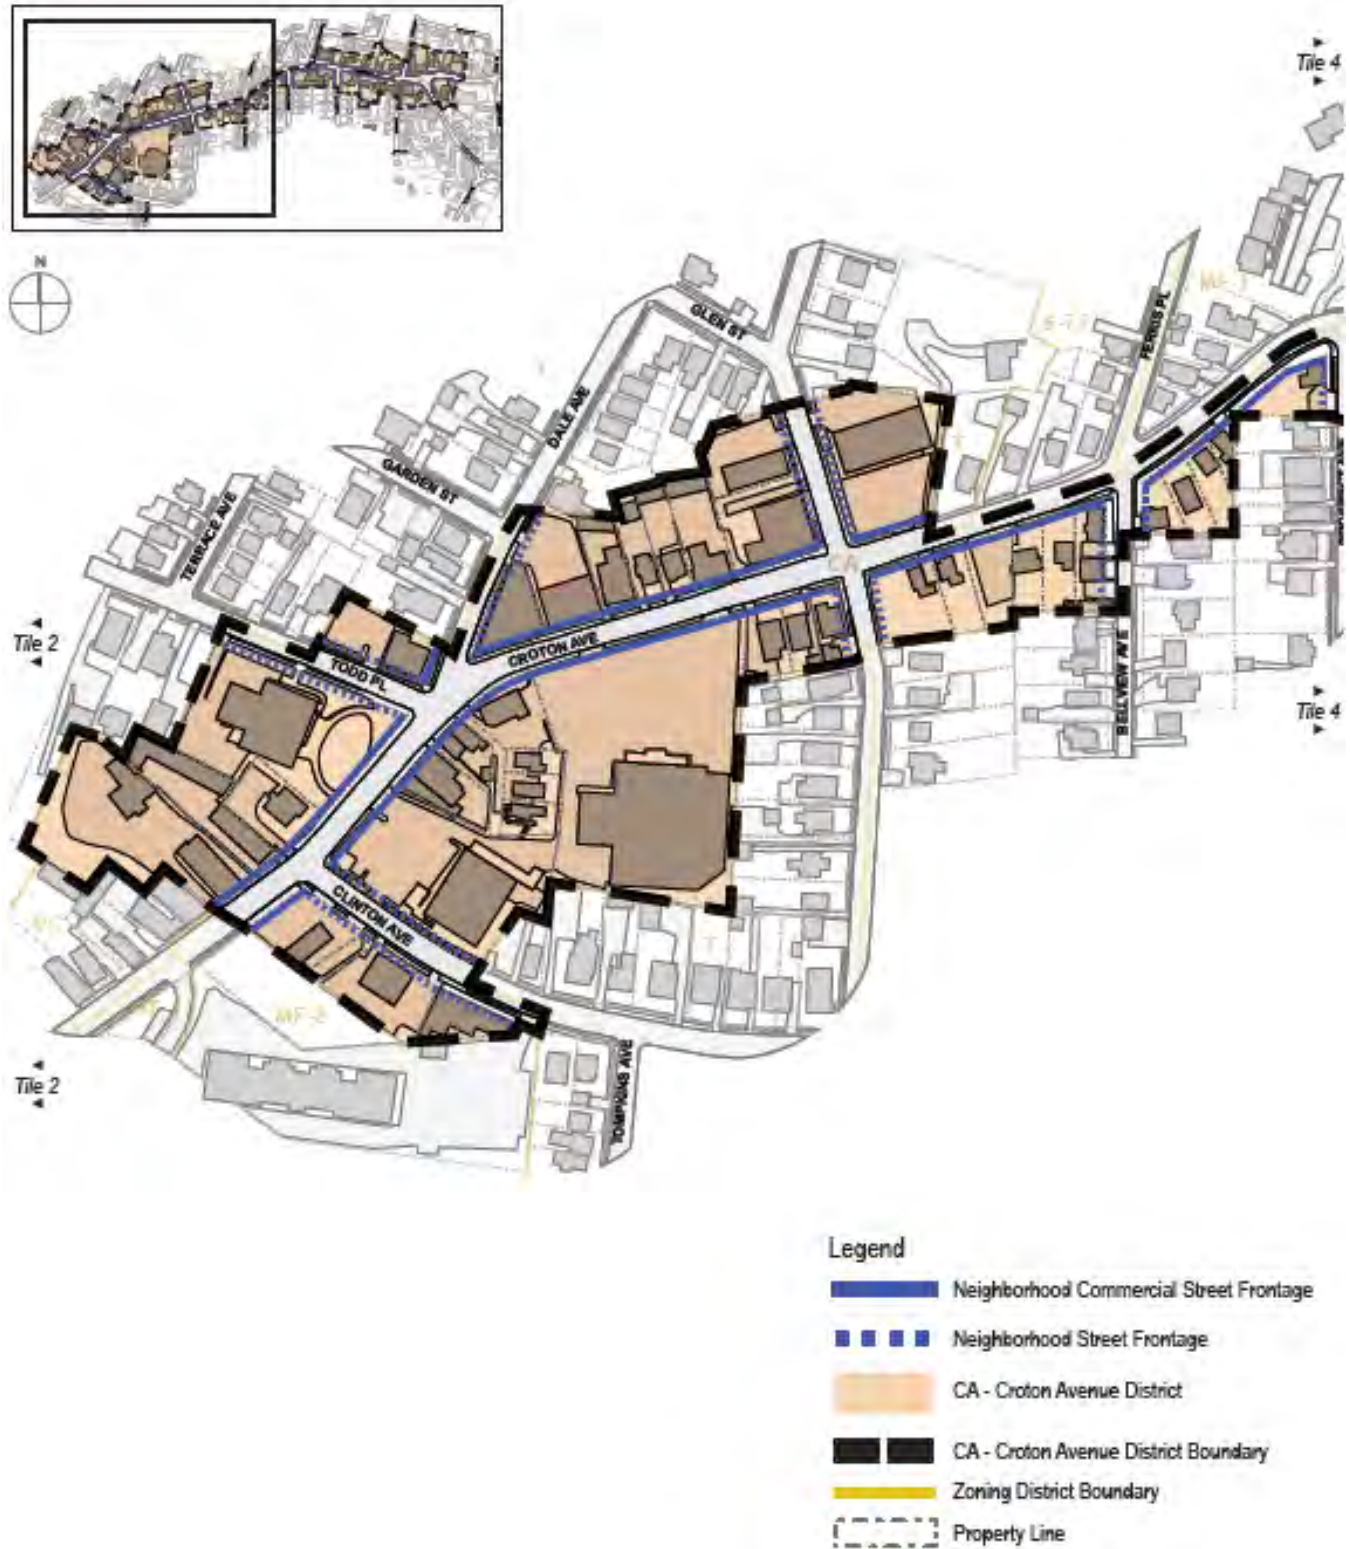 Tile 4
N
GLEN ST
FERRIS PL
DALE AVE
GARDEN ST
TERRACE AVE
CA
Tile 2
CROTON AVE
TODD PL
BELLVIEW AVE
Tile 4
CLINTON AVE
MF-2
Tile 2
TOMPKINS AVE
Legend
Neighborhood Commercial Street Frontage
Neighborhood Street Frontage
CA - Croton Avenue District
CA - Croton Avenue District Boundary
Zoning District Boundary
Property Line